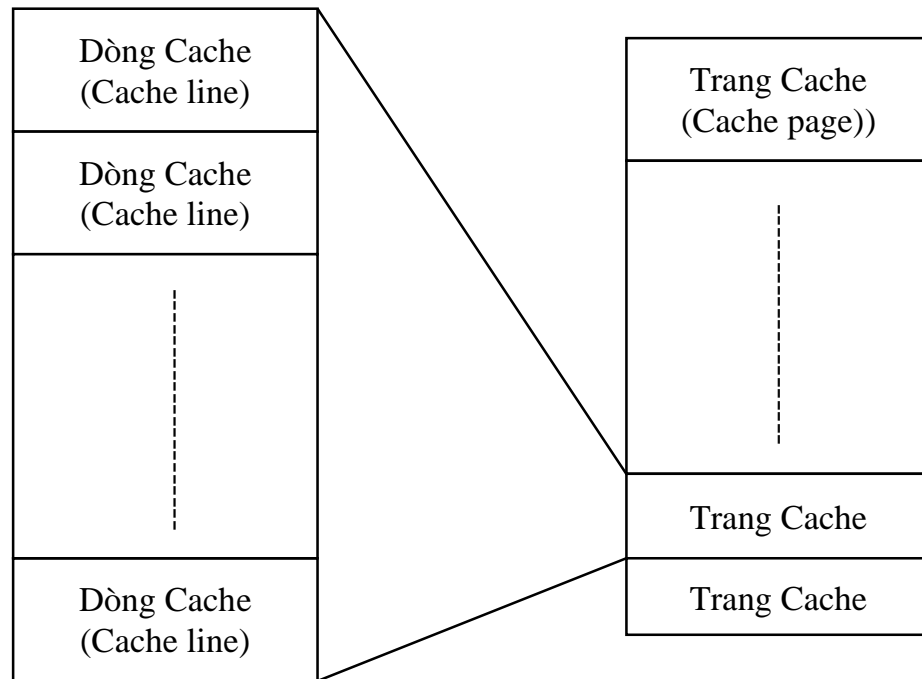 Dòng Cache
(Cache line)
Dòng Cache
(Cache line)
Dòng Cache
(Cache line)
Trang Cache
(Cache page))
Trang Cache
Trang Cache